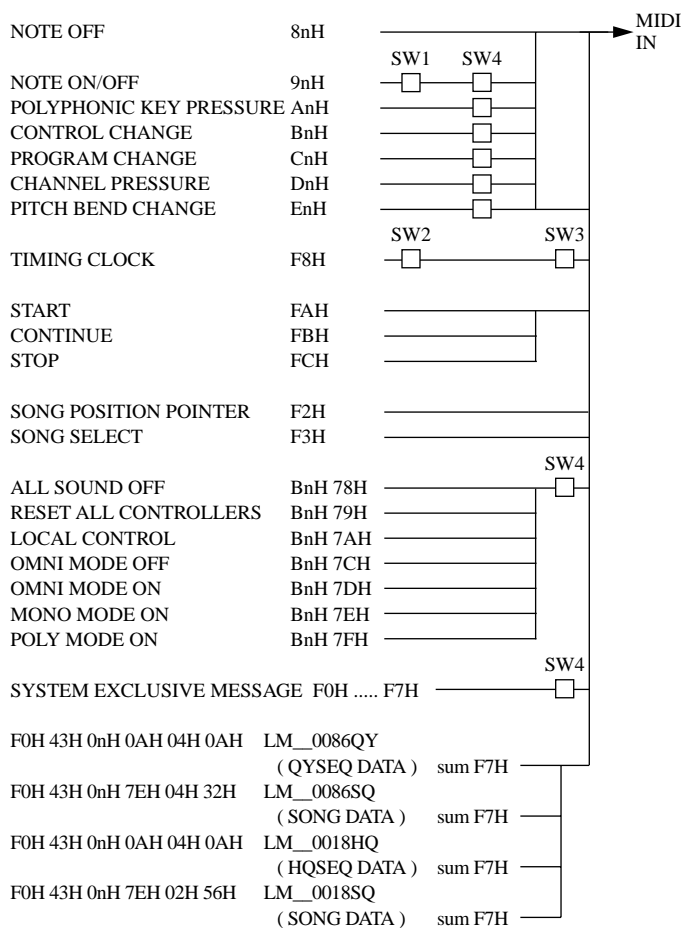 MIDI
IN
NOTE OFF 8nH
SW1 SW4
NOTE ON/OFF 9nH
POLYPHONIC KEY PRESSURE AnH
CONTROL CHANGE BnH
PROGRAM CHANGE CnH
CHANNEL PRESSURE DnH
PITCH BEND CHANGE EnH
SW2 SW3
TIMING CLOCK F8H
START FAH
CONTINUE FBH
STOP FCH
SONG POSITION POINTER F2H
SONG SELECT F3H
SW4
ALL SOUND OFF BnH 78H
RESET ALL CONTROLLERS BnH 79H
LOCAL CONTROL BnH 7AH
OMNI MODE OFF BnH 7CH
OMNI MODE ON BnH 7DH
MONO MODE ON BnH 7EH
POLY MODE ON BnH 7FH
SW4
SYSTEM EXCLUSIVE MESSAGE F0H ..... F7H
F0H 43H 0nH 0AH 04H 0AH LM__0086QY
( QYSEQ DATA ) sum F7H
F0H 43H 0nH 7EH 04H 32H LM__0086SQ
( SONG DATA ) sum F7H
F0H 43H 0nH 0AH 04H 0AH LM__0018HQ
( HQSEQ DATA ) sum F7H
F0H 43H 0nH 7EH 02H 56H LM__0018SQ
( SONG DATA ) sum F7H